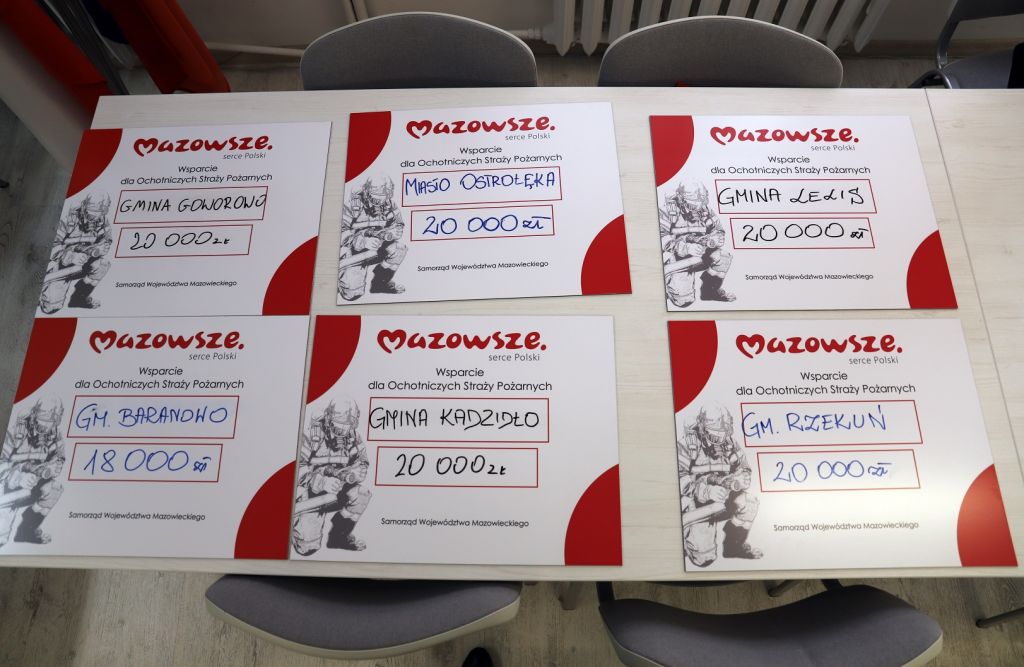 Mazowsze.
serce Polski
Wsparcie
dla Ochotniczych Straży Pożarnych
GMINA GOWOROWO
20 000 zł
Samorząd Województwa Mazowieckiego
Mazowsze.
serce Polski
Wsparcie
dla Ochotniczych Straży Pożarnych
MIASTO OSTROŁĘKA
20 000 zł
Samorząd Województwa Mazowieckiego
Mazowsze.
serce Polski
Wsparcie
dla Ochotniczych Straży Pożarnych
GMINA LELIS
20 000 zł
Samorząd Województwa Mazowieckiego
Mazowsze.
serce Polski
Wsparcie
dla Ochotniczych Straży Pożarnych
GM. BARANOWO
18 000 zł
Samorząd Województwa Mazowieckiego
Mazowsze.
serce Polski
Wsparcie
dla Ochotniczych Straży Pożarnych
GMINA KADZIDŁO
20 000 zł
Samorząd Województwa Mazowieckiego
Mazowsze.
serce Polski
Wsparcie
dla Ochotniczych Straży Pożarnych
GM. RZEKUŃ
20 000 zł
Samorząd Województwa Mazowieckiego